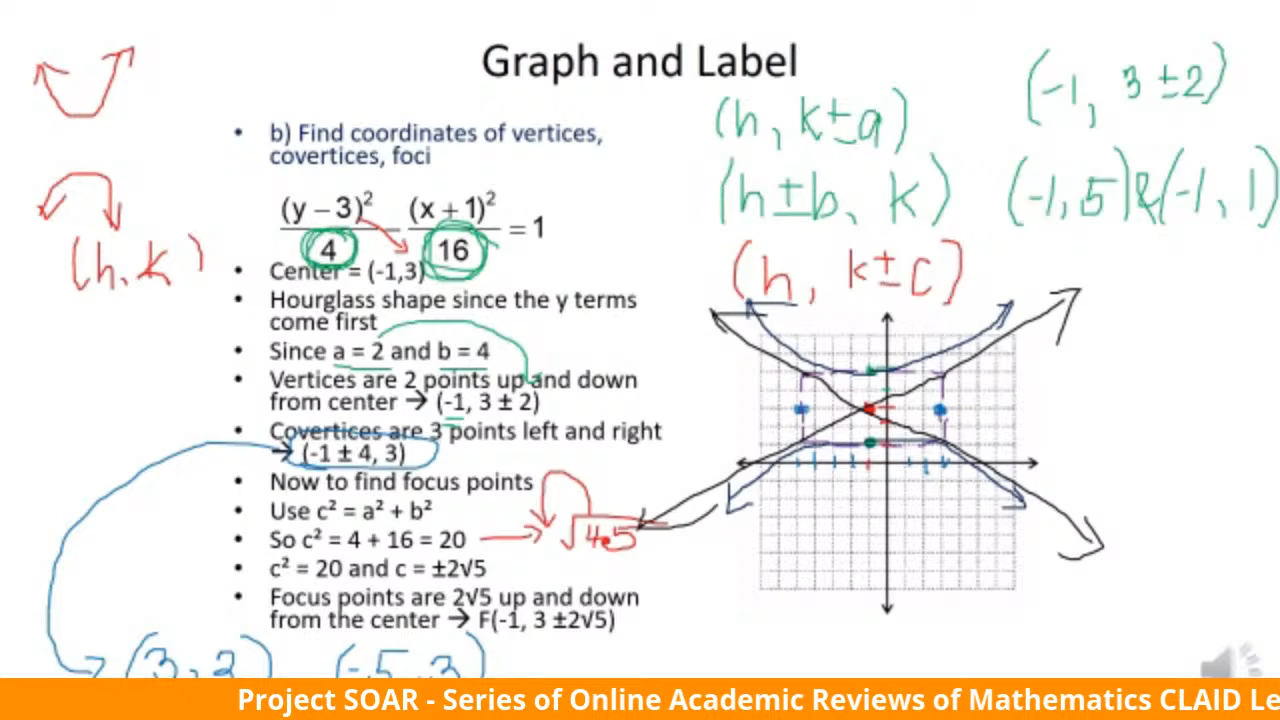 Graph and Label
(-1, 3 ±2)
(h, k±a)
• b) Find coordinates of vertices,
covertices, foci
(h±b, k)
(-1, 5) & (-1, 1)
(y – 3)² / 4 – (x + 1)² / 16 = 1
(h, k)
(h, k±c)
• Center = (-1,3)
• Hourglass shape since the y terms
come first
• Since a = 2 and b = 4
• Vertices are 2 points up and down
from center → (-1, 3 ± 2)
• Covertices are 3 points left and right
→ (-1 ± 4, 3)
• Now to find focus points
• Use c² = a² + b²
• So c² = 4 + 16 = 20
√4•5
• c² = 20 and c = ±2√5
• Focus points are 2√5 up and down
from the center → F(-1, 3 ±2√5)
(3, 3) (-5, 3)
Project SOAR - Series of Online Academic Reviews of Mathematics CLAID Le